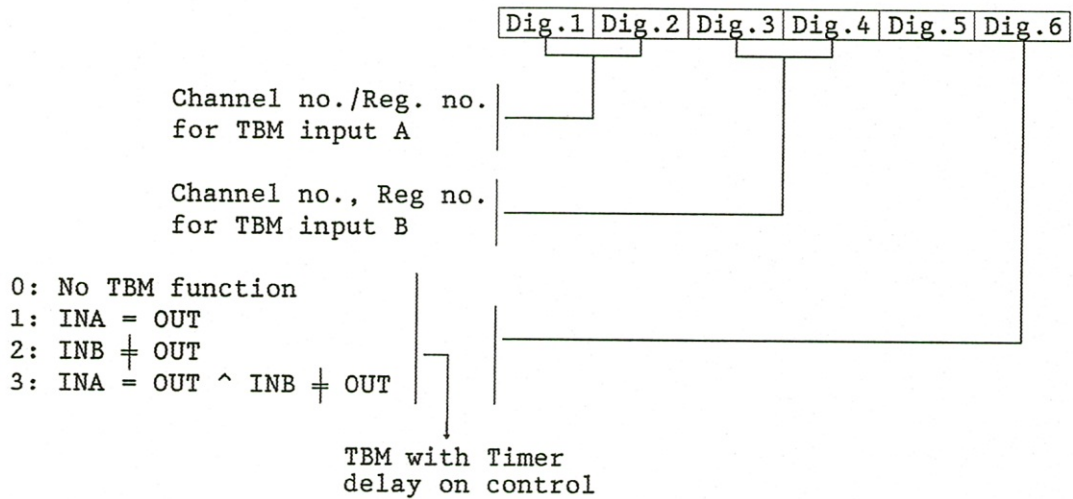 Dig.1 Dig.2 Dig.3 Dig.4 Dig.5 Dig.6
Channel no./Reg. no.
for TBM input A
Channel no., Reg no.
for TBM input B
0: No TBM function
1: INA = OUT
2: INB ╪ OUT
3: INA = OUT ^ INB ╪ OUT
TBM with Timer
delay on control